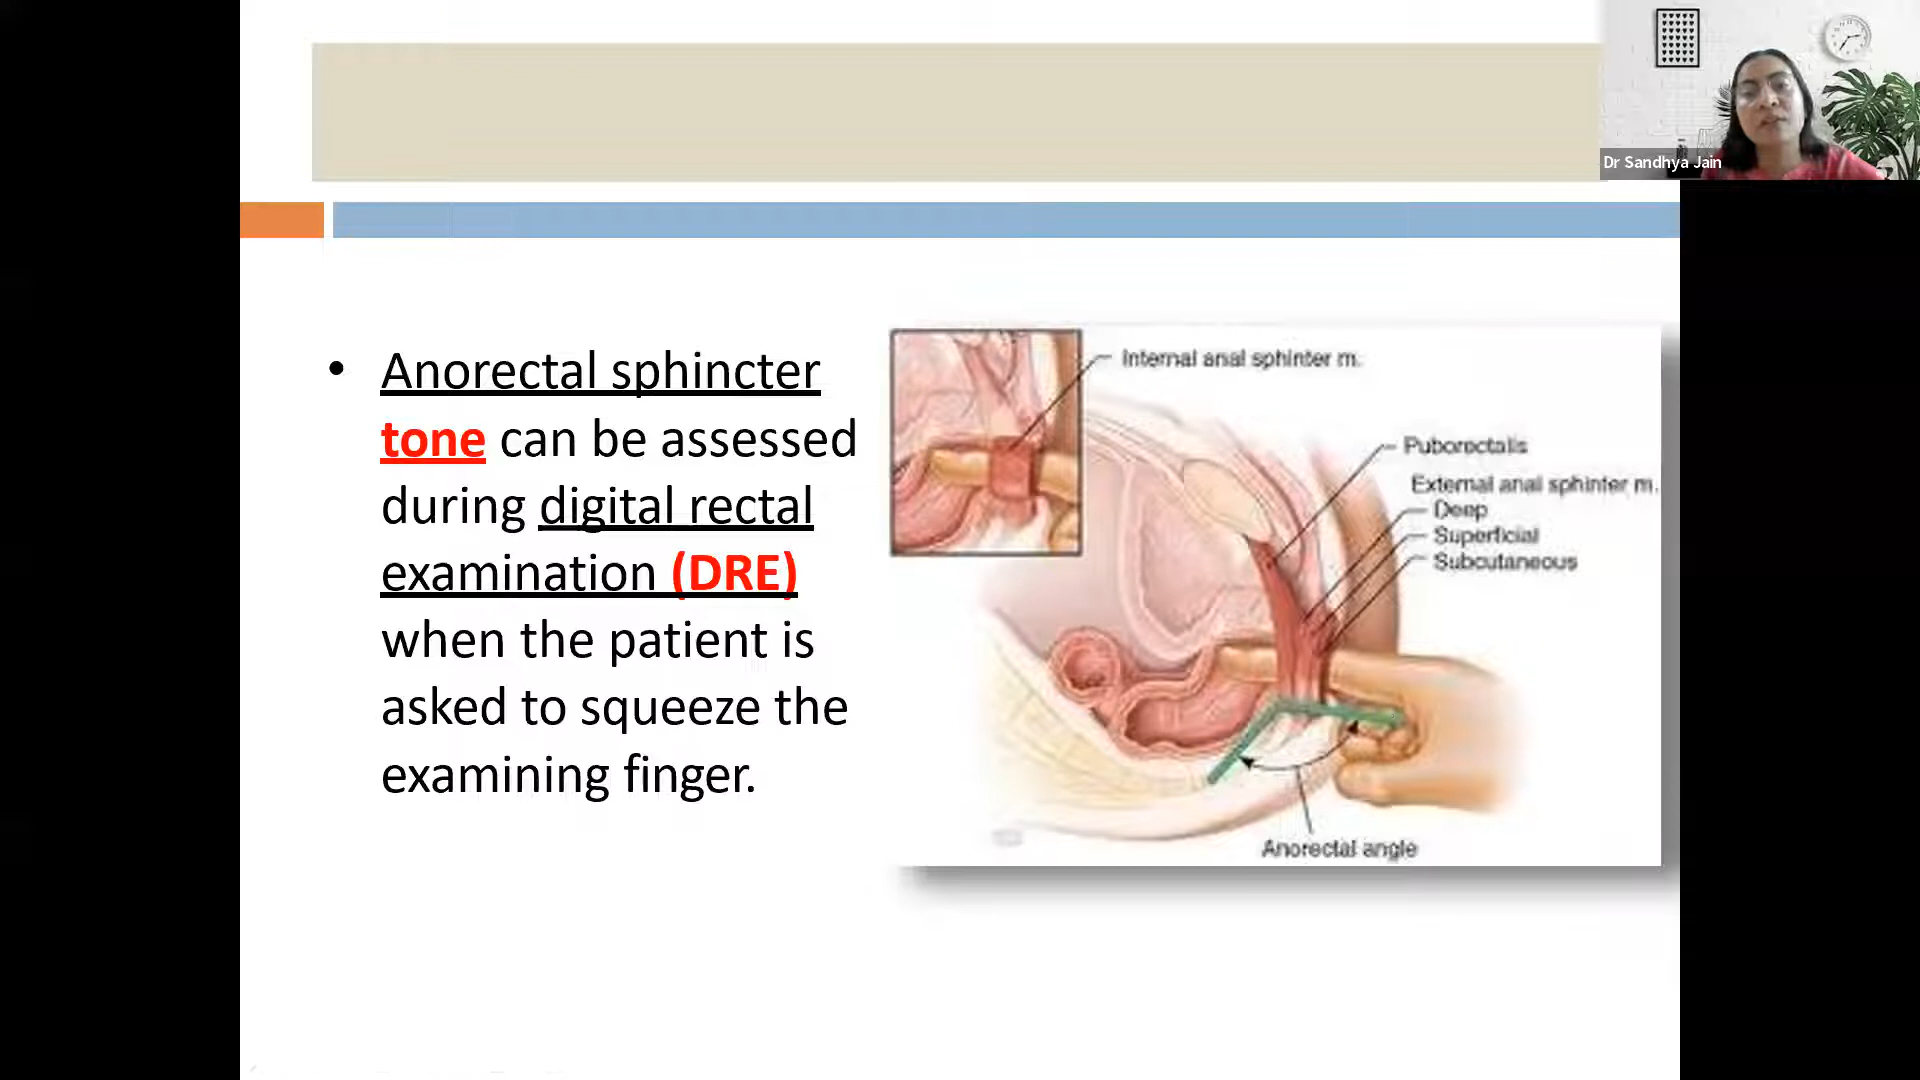 Dr Sandhya Jain
• Anorectal sphincter
tone can be assessed
during digital rectal
examination (DRE)
when the patient is
asked to squeeze the
examining finger.
Internal anal sphinter m.
Puborectalis
External anal sphinter m.
Deep
Superficial
Subcutaneous
Anorectal angle